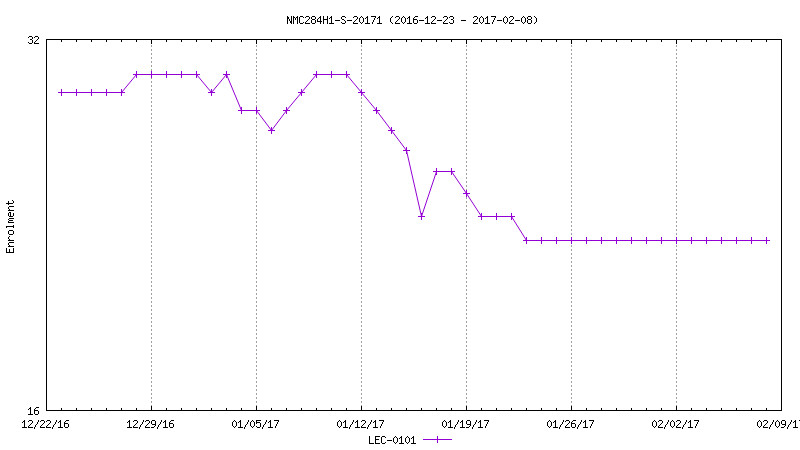 NMC284H1-S-20171 (2016-12-23 - 2017-02-08)
32
Enrolment
16
12/22/16 12/29/16 01/05/17 01/12/17 01/19/17 01/26/17 02/02/17 02/09/1
LEC-0101